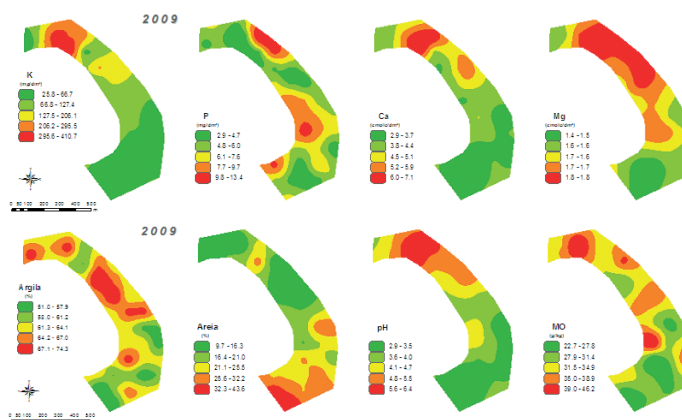 2009
K
(mg/dm³)
25.8 - 66.7
66.8 - 127.4
127.5 - 206.1
206.2 - 295.5
295.6 - 410.7
P
(mg/dm³)
2.9 - 4.7
4.8 - 6.0
6.1 - 7.6
7.7 - 9.7
9.8 - 13.4
Ca
(cmolc/dm³)
2.9 - 3.7
3.8 - 4.4
4.5 - 5.1
5.2 - 5.9
6.0 - 7.1
Mg
(cmolc/dm³)
1.4 - 1.5
1.6 - 1.6
1.7 - 1.6
1.7 - 1.7
1.8 - 1.8
0 50 100 200 300 400 500
2009
Argila
(%)
51.0 - 57.9
58.0 - 61.2
61.3 - 64.1
64.2 - 67.0
67.1 - 74.3
Areia
(%)
9.7 - 16.3
16.4 - 21.0
21.1 - 25.5
25.6 - 32.2
32.3 - 43.6
pH
2.9 - 3.5
3.6 - 4.0
4.1 - 4.7
4.8 - 5.5
5.6 - 6.4
MO
(g/kg)
22.7 - 27.8
27.9 - 31.4
31.5 - 34.9
35.0 - 38.9
39.0 - 46.2
0 50 100 200 300 400 500